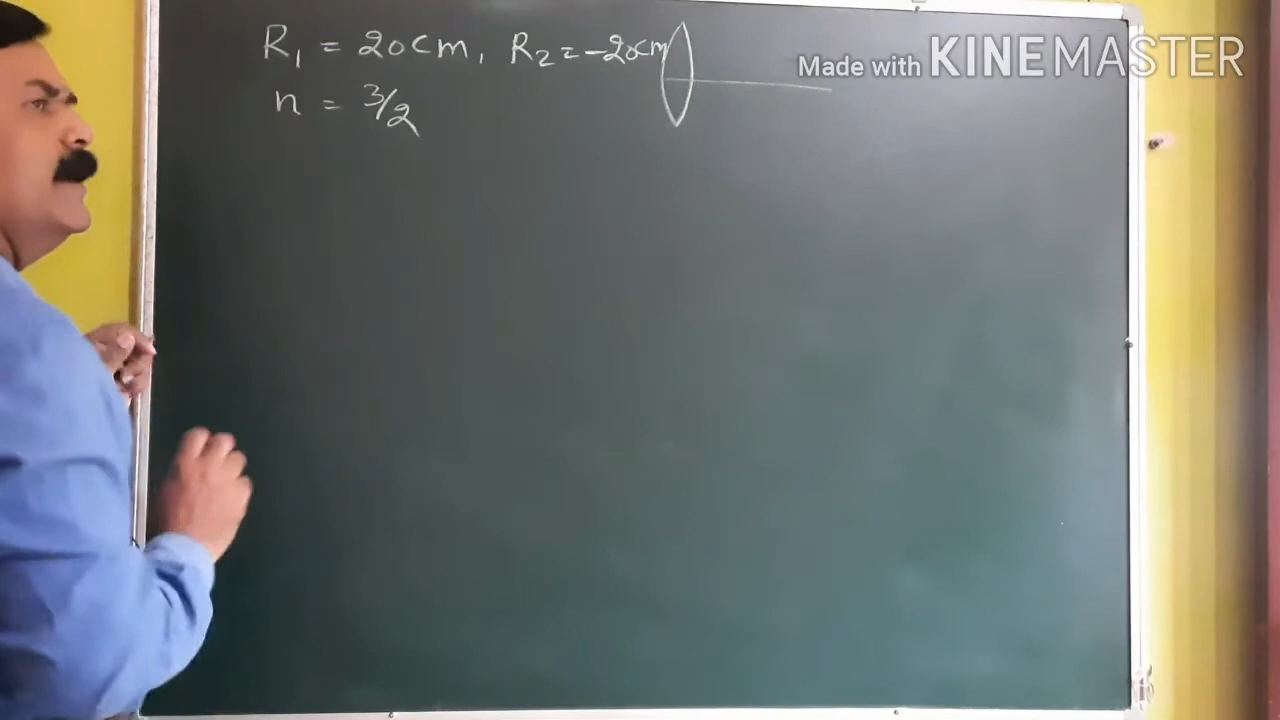 R₁ = 20cm, R₂ = -20cm
n = 3/2
Made with KINEMASTER